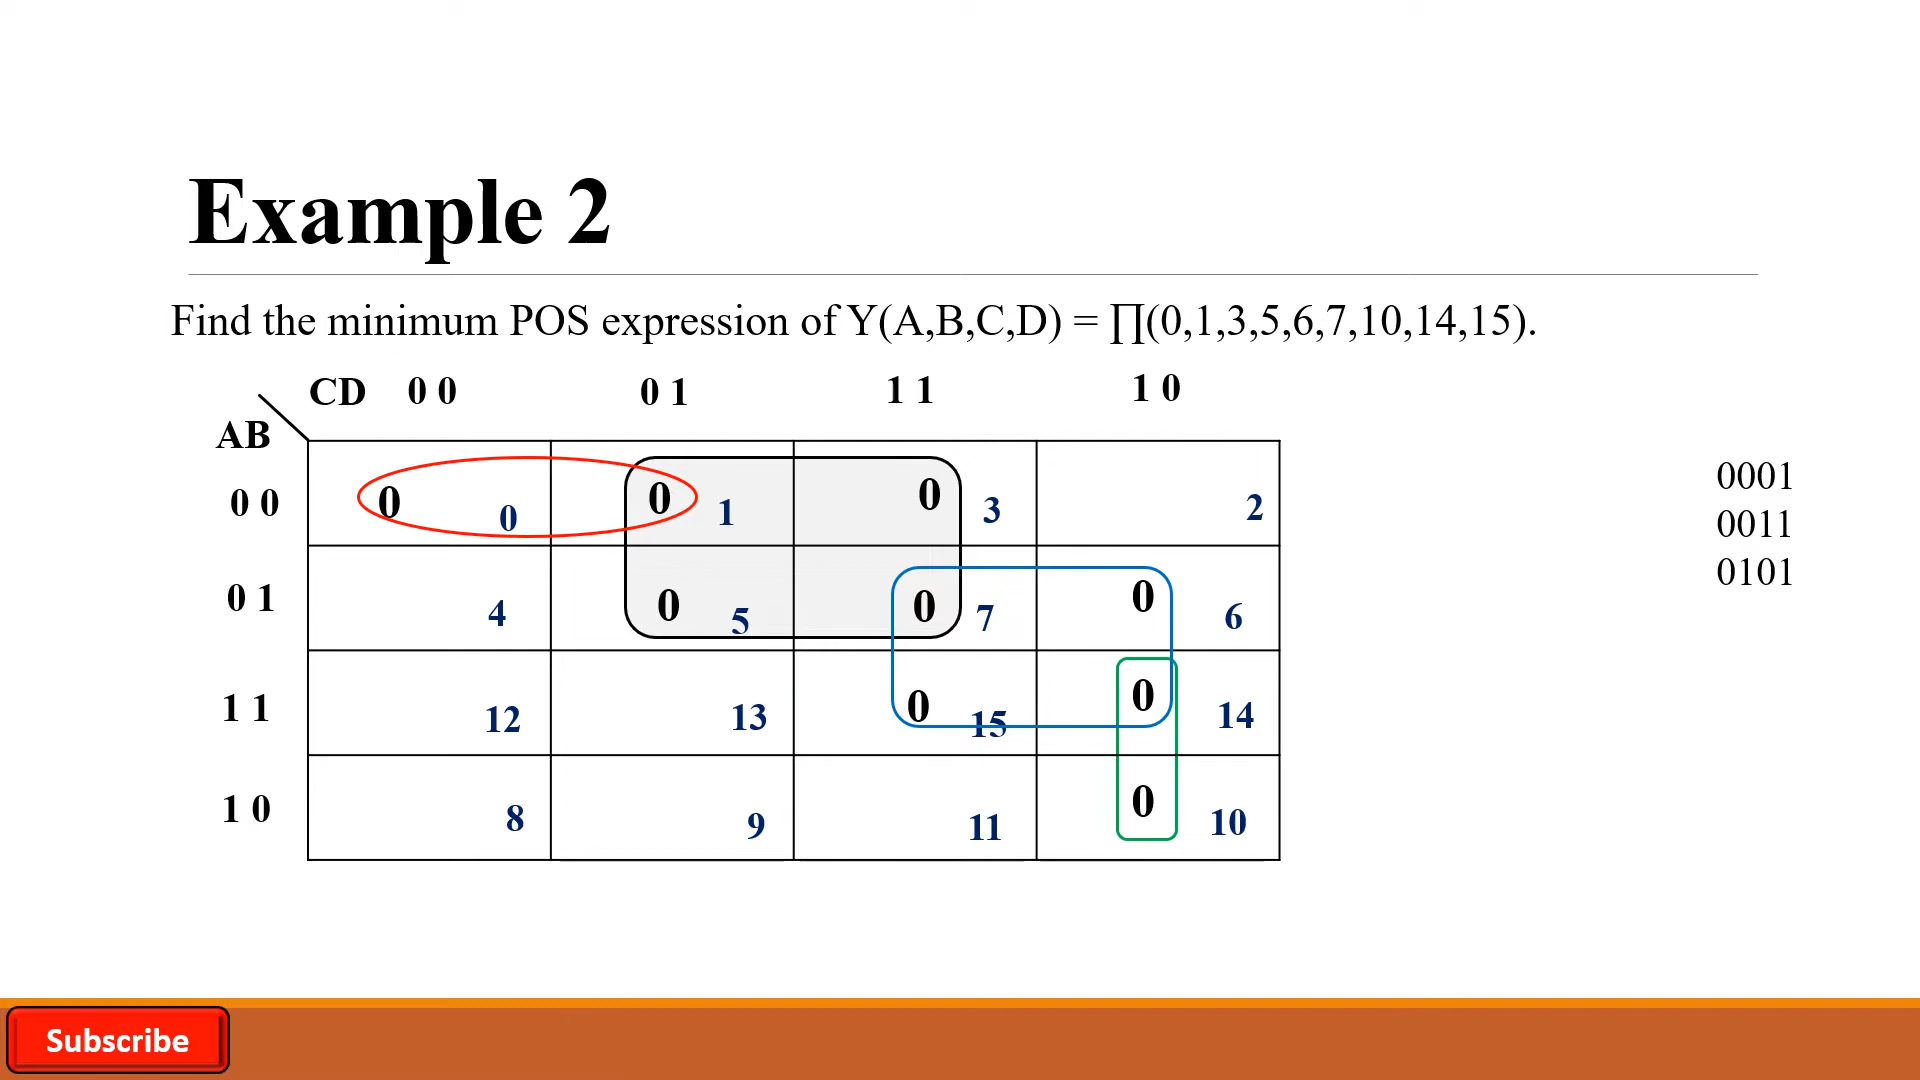 Example 2
Find the minimum POS expression of Y(A,B,C,D) = ∏(0,1,3,5,6,7,10,14,15).
CD 0 0 0 1 1 1 1 0
AB
0 0 0 0 0 1 0 3 2
0 1 4 0 5 0 7 0 6
1 1 12 13 0 15 0 14
1 0 8 9 11 0 10
0001
0011
0101
Subscribe